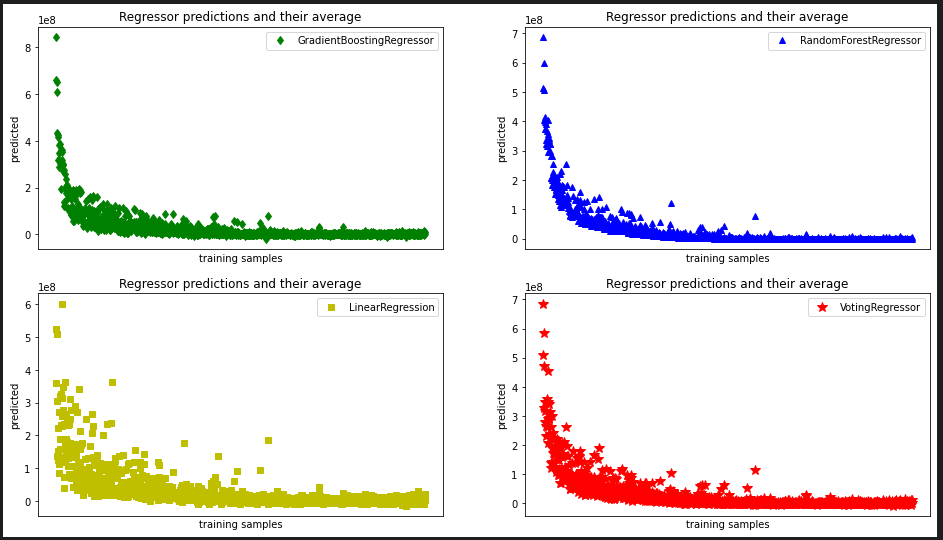 Regressor predictions and their average
1e8
GradientBoostingRegressor
8
6
4
2
0
predicted
training samples
Regressor predictions and their average
1e8
RandomForestRegressor
7
6
5
4
3
2
1
0
predicted
training samples
Regressor predictions and their average
1e8
LinearRegression
6
5
4
3
2
1
0
predicted
training samples
Regressor predictions and their average
1e8
VotingRegressor
7
6
5
4
3
2
1
0
predicted
training samples